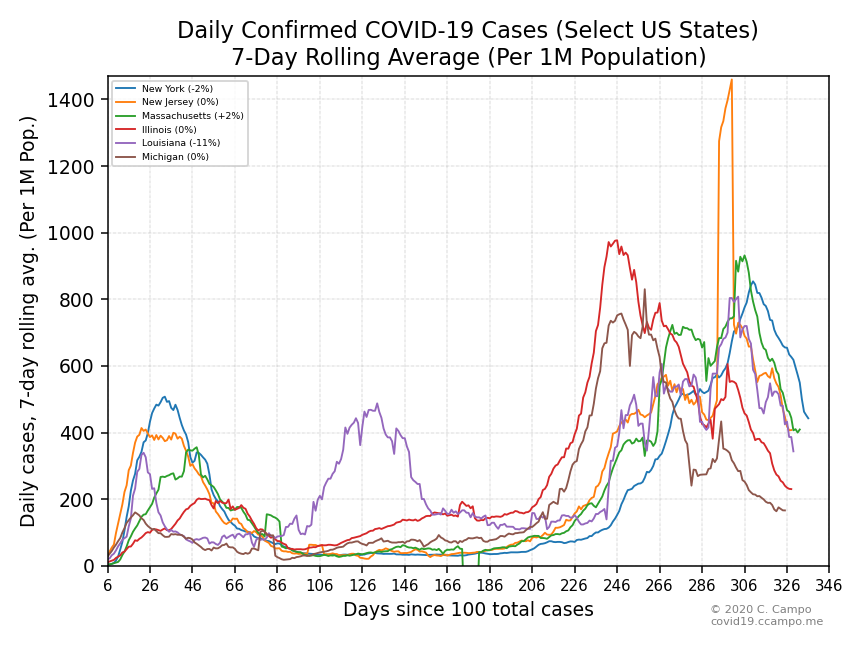 Daily Confirmed COVID-19 Cases (Select US States)
7-Day Rolling Average (Per 1M Population)
Daily cases, 7-day rolling avg. (Per 1M Pop.)
1400
1200
1000
800
600
400
200
0
New York (-2%)
New Jersey (0%)
Massachusetts (+2%)
Illinois (0%)
Louisiana (-11%)
Michigan (0%)
6 26 46 66 86 106 126 146 166 186 206 226 246 266 286 306 326 346
Days since 100 total cases
© 2020 C. Campo
covid19.ccampo.me